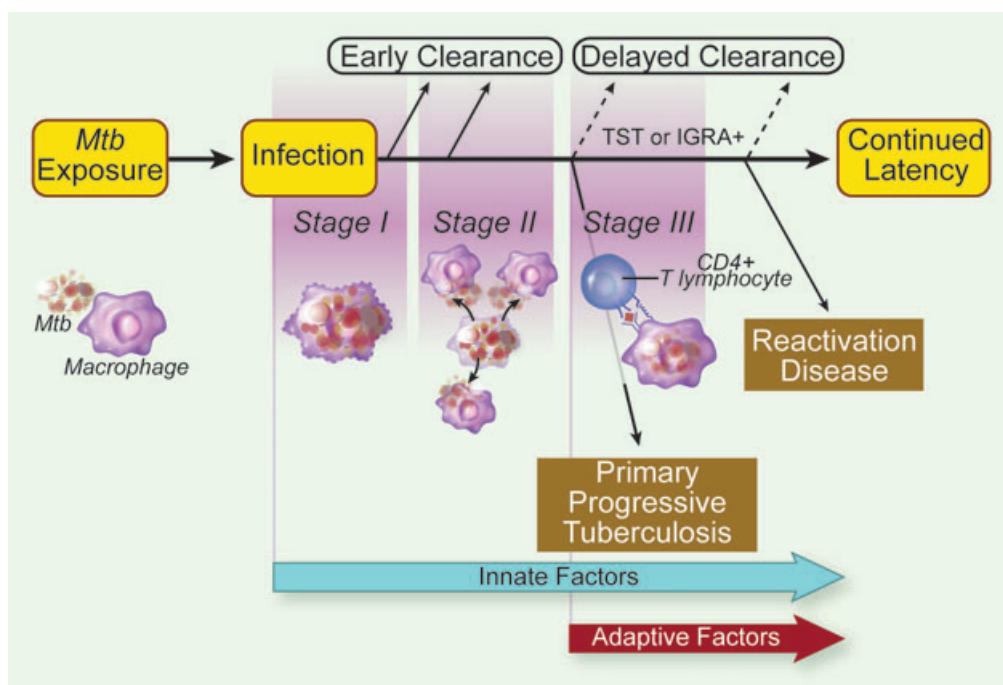 Early Clearance
Delayed Clearance
Mtb
Exposure
Infection
TST or IGRA+
Continued
Latency
Stage I
Stage II
Stage III
CD4+
T lymphocyte
Mtb
Macrophage
Reactivation
Disease
Primary
Progressive
Tuberculosis
Innate Factors
Adaptive Factors